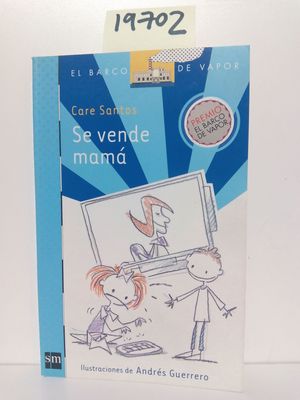 19702
EL BARCO DE VAPOR
Care Santos
Se vende
mamá
PREMIO
EL BARCO
DE VAPOR
sm
Ilustraciones de Andrés Guerrero